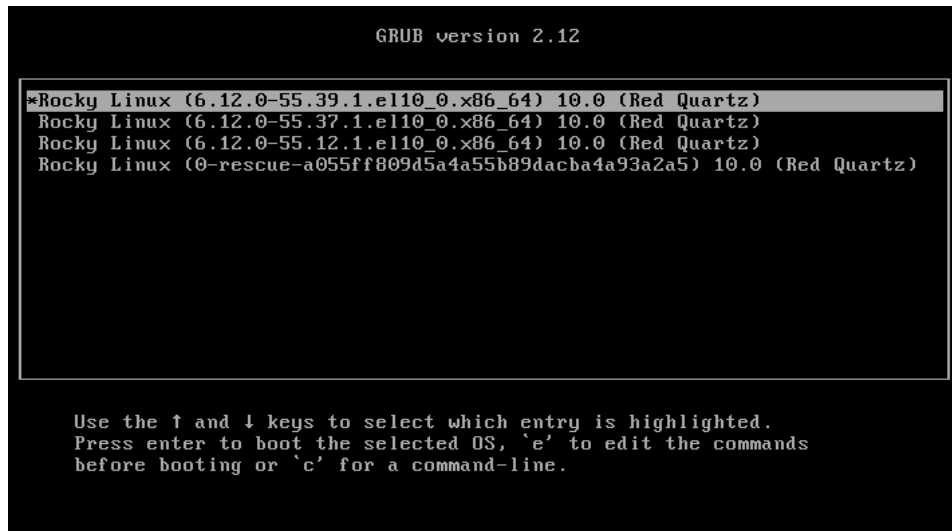 GRUB version 2.12
*Rocky Linux (6.12.0-55.39.1.el10_0.x86_64) 10.0 (Red Quartz)
Rocky Linux (6.12.0-55.37.1.el10_0.x86_64) 10.0 (Red Quartz)
Rocky Linux (6.12.0-55.12.1.el10_0.x86_64) 10.0 (Red Quartz)
Rocky Linux (0-rescue-a055ff809d5a4a55b89dacba4a93a2a5) 10.0 (Red Quartz)
Use the ↑ and ↓ keys to select which entry is highlighted.
Press enter to boot the selected OS, `e' to edit the commands
before booting or `c' for a command-line.